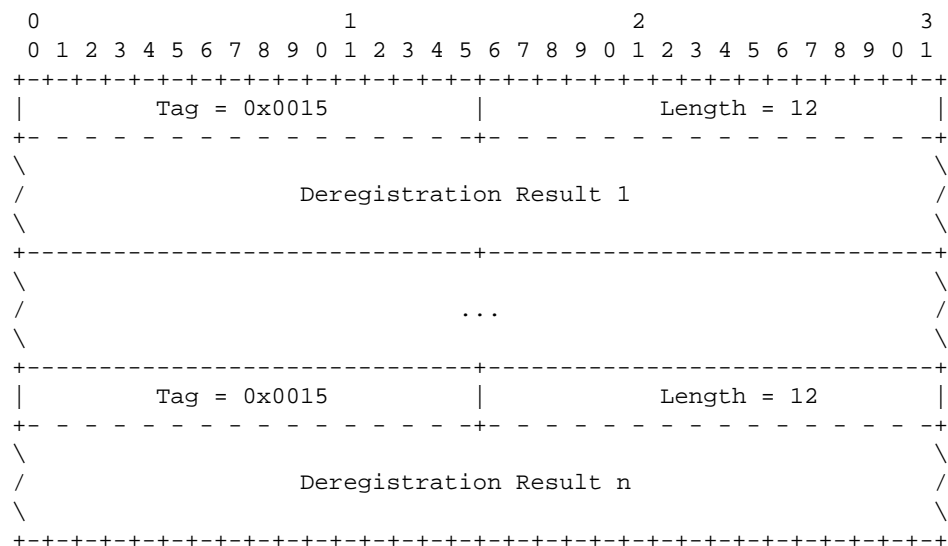 0                   1                   2                   3
 0 1 2 3 4 5 6 7 8 9 0 1 2 3 4 5 6 7 8 9 0 1 2 3 4 5 6 7 8 9 0 1
+-+-+-+-+-+-+-+-+-+-+-+-+-+-+-+-+-+-+-+-+-+-+-+-+-+-+-+-+-+-+-+-+
|         Tag = 0x0015          |            Length = 12        |
+- - - - - - - - - - - - - - - -+- - - - - - - - - - - - - - - -+
\                                                               \
/                   Deregistration Result 1                     /
\                                                               \
+-------------------------------+-------------------------------+
\                                                               \
/                              ...                              /
\                                                               \
+-------------------------------+-------------------------------+
|         Tag = 0x0015          |            Length = 12        |
+- - - - - - - - - - - - - - - -+- - - - - - - - - - - - - - - -+
\                                                               \
/                   Deregistration Result n                     /
\                                                               \
+-+-+-+-+-+-+-+-+-+-+-+-+-+-+-+-+-+-+-+-+-+-+-+-+-+-+-+-+-+-+-+-+